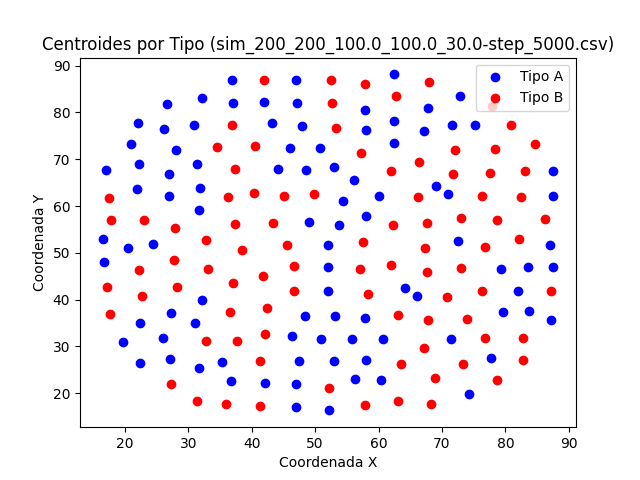 Centroides por Tipo (sim_200_200_100.0_100.0_30.0-step_5000.csv)
90
80
70
60
50
40
30
20
Coordenada Y
Tipo A
Tipo B
20 30 40 50 60 70 80 90
Coordenada X